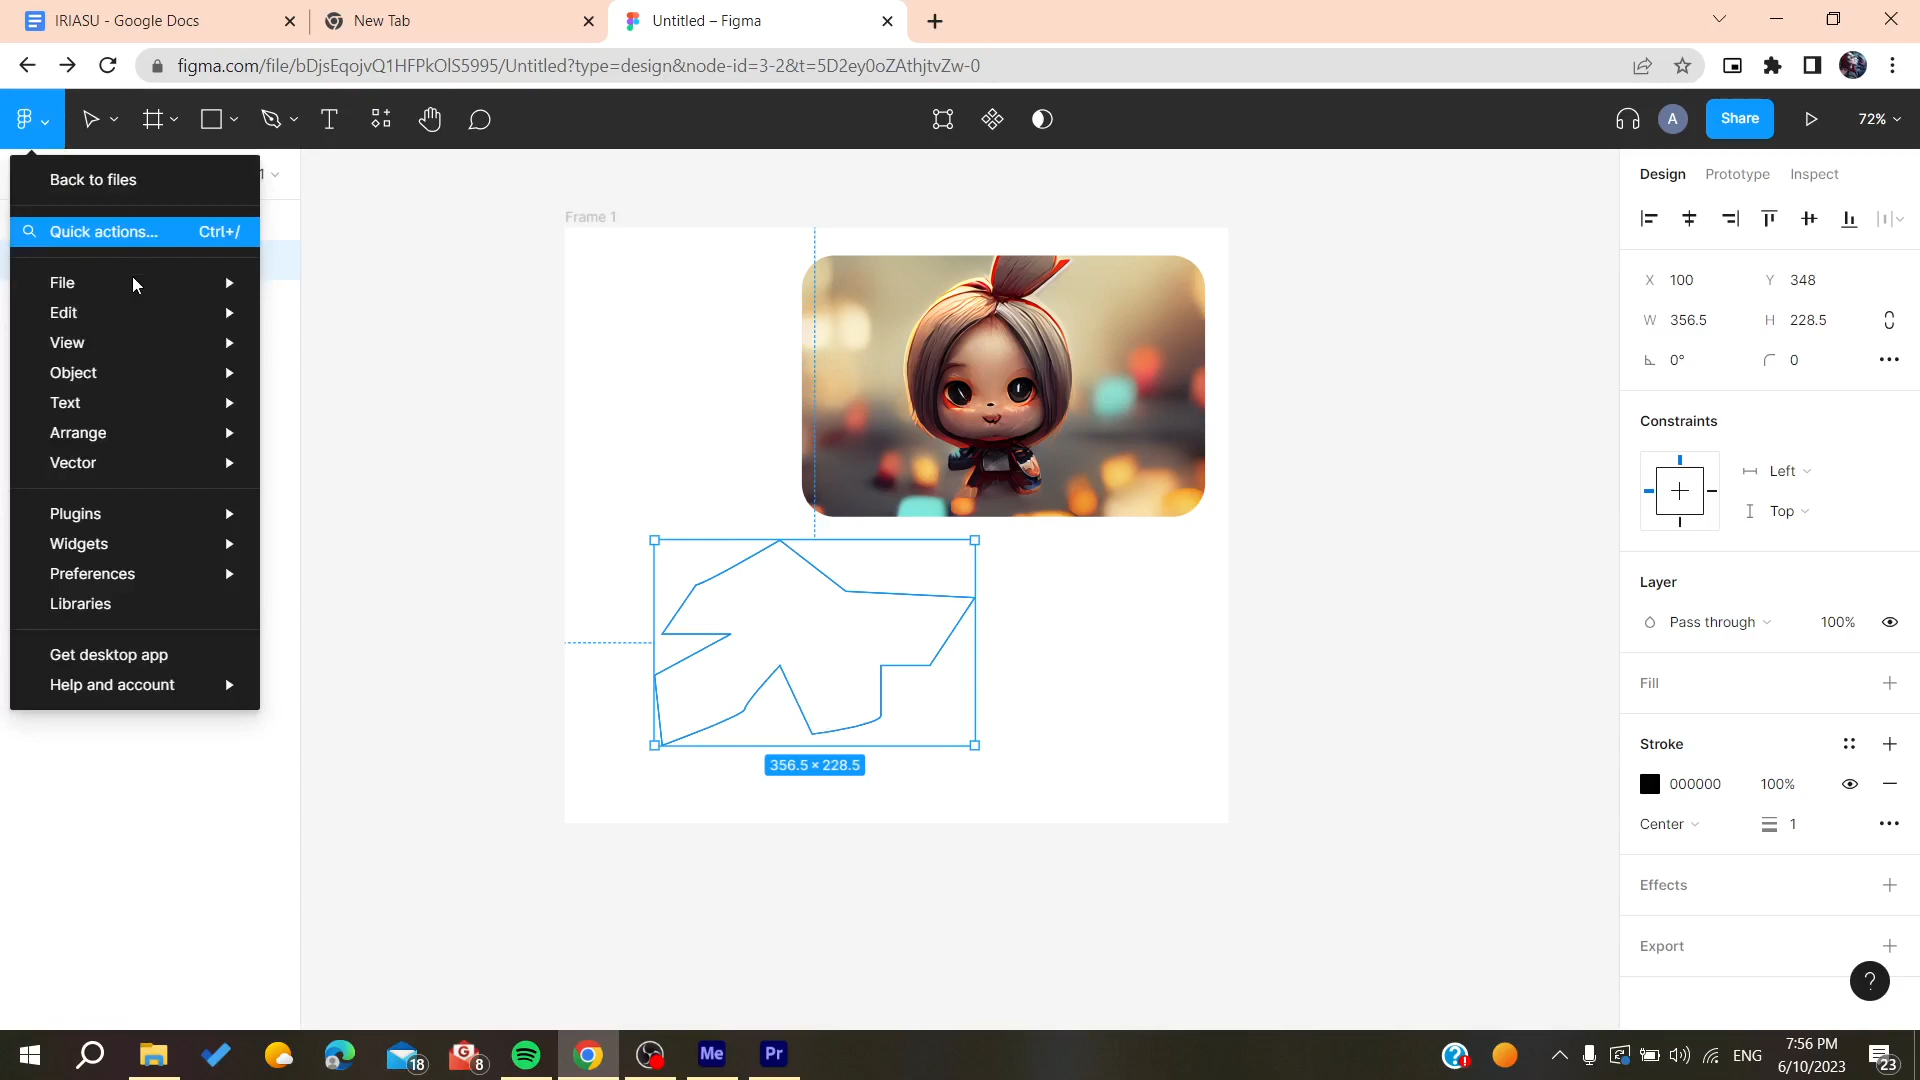 IRIASU - Google Docs
New Tab
Untitled – Figma
figma.com/file/bDjsEqojvQ1HFPkOlS5995/Untitled?type=design&node-id=3-2&t=5D2ey0oZAthjtvZw-0
A
Share
72%
Back to files
1
Quick actions... Ctrl+/
File
Edit
View
Object
Text
Arrange
Vector
Plugins
Widgets
Preferences
Libraries
Get desktop app
Help and account
Frame 1
356.5 × 228.5
Design Prototype Inspect
X 100 Y 348
W 356.5 H 228.5
0° 0
Constraints
Left
Top
Layer
Pass through 100%
Fill
Stroke
000000 100%
Center 1
Effects
Export
?
18
8
Me
Pr
ENG
7:56 PM
6/10/2023
23